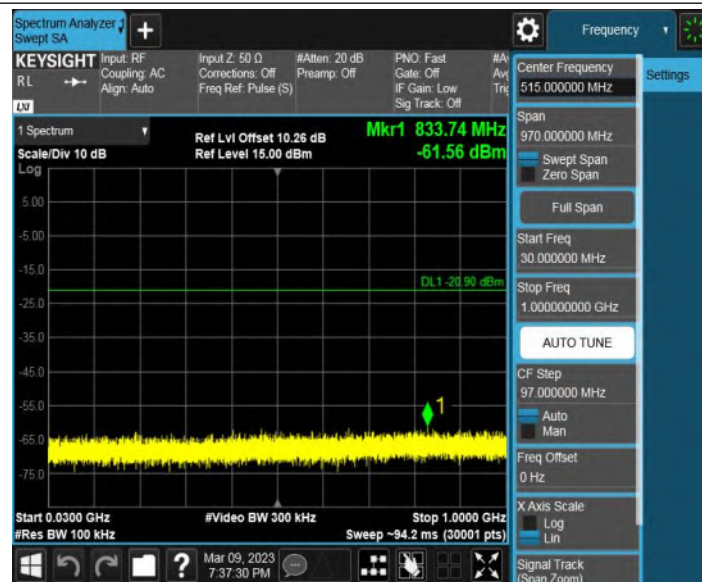 Spectrum Analyzer 1
Swept SA
+
Frequency
KEYSIGHT
RL
LXI
Input: RF
Coupling: AC
Align: Auto
Input Z: 50 Ω
Corrections: Off
Freq Ref: Pulse (S)
#Atten: 20 dB
Preamp: Off
PNO: Fast
Gate: Off
IF Gain: Low
Sig Track: Off
1 Spectrum
Scale/Div 10 dB
Log
Ref Lvl Offset 10.26 dB
Ref Level 15.00 dBm
Mkr1 833.74 MHz
-61.56 dBm
5.00
-5.00
-15.0
DL1 -20.90 dBm
-25.0
-35.0
-45.0
-55.0
1
-65.0
-75.0
Start 0.0300 GHz
#Video BW 300 kHz
Stop 1.0000 GHz
#Res BW 100 kHz
Sweep ~94.2 ms (30001 pts)
?
Mar 09, 2023
7:37:30 PM
Center Frequency
515.000000 MHz
Settings
Span
970.000000 MHz
Swept Span
Zero Span
Full Span
Start Freq
30.000000 MHz
Stop Freq
1.000000000 GHz
AUTO TUNE
CF Step
97.000000 MHz
Auto
Man
Freq Offset
0 Hz
X Axis Scale
Log
Lin
Signal Track
(Span Zoom)